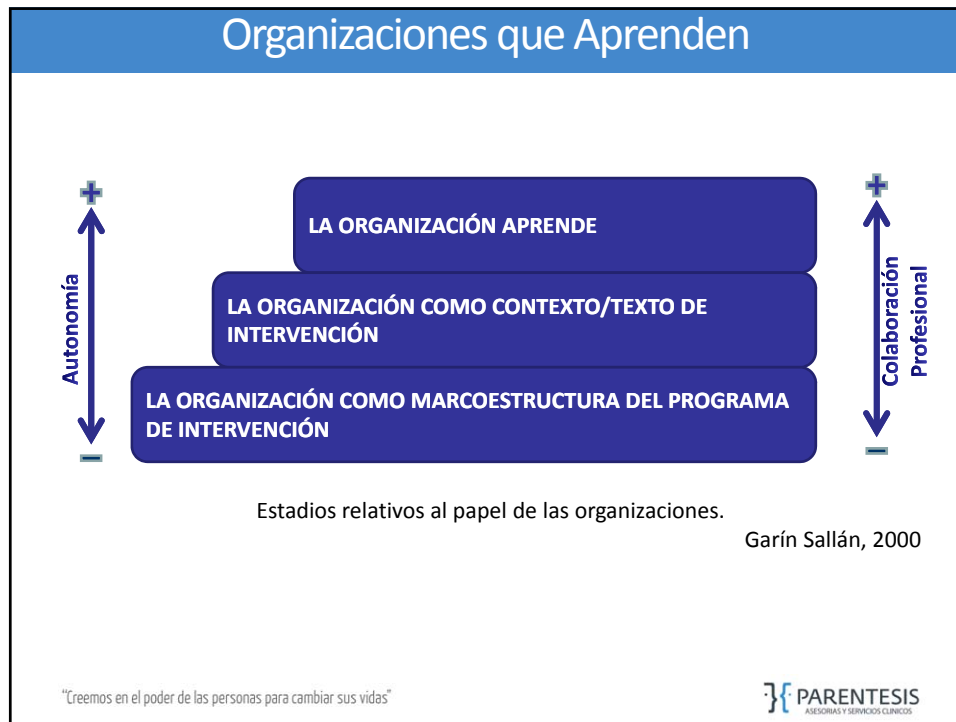 Organizaciones que Aprenden
+
+
LA ORGANIZACIÓN APRENDE
Autonomía
LA ORGANIZACIÓN COMO CONTEXTO/TEXTO DE
INTERVENCIÓN
Colaboración
Profesional
LA ORGANIZACIÓN COMO MARCOESTRUCTURA DEL PROGRAMA
DE INTERVENCIÓN
–
–
Estadios relativos al papel de las organizaciones.
Garín Sallán, 2000
"Creemos en el poder de las personas para cambiar sus vidas"
PARENTESIS
ASESORIAS Y SERVICIOS CLINICOS